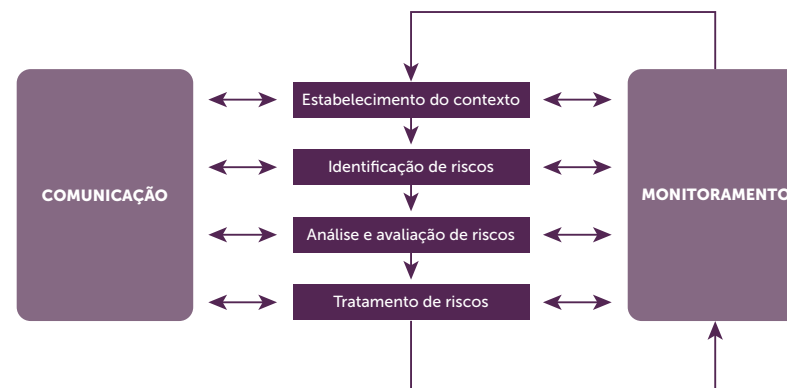 Estabelecimento do contexto
Identificação de riscos
COMUNICAÇÃO
MONITORAMENTO
Análise e avaliação de riscos
Tratamento de riscos